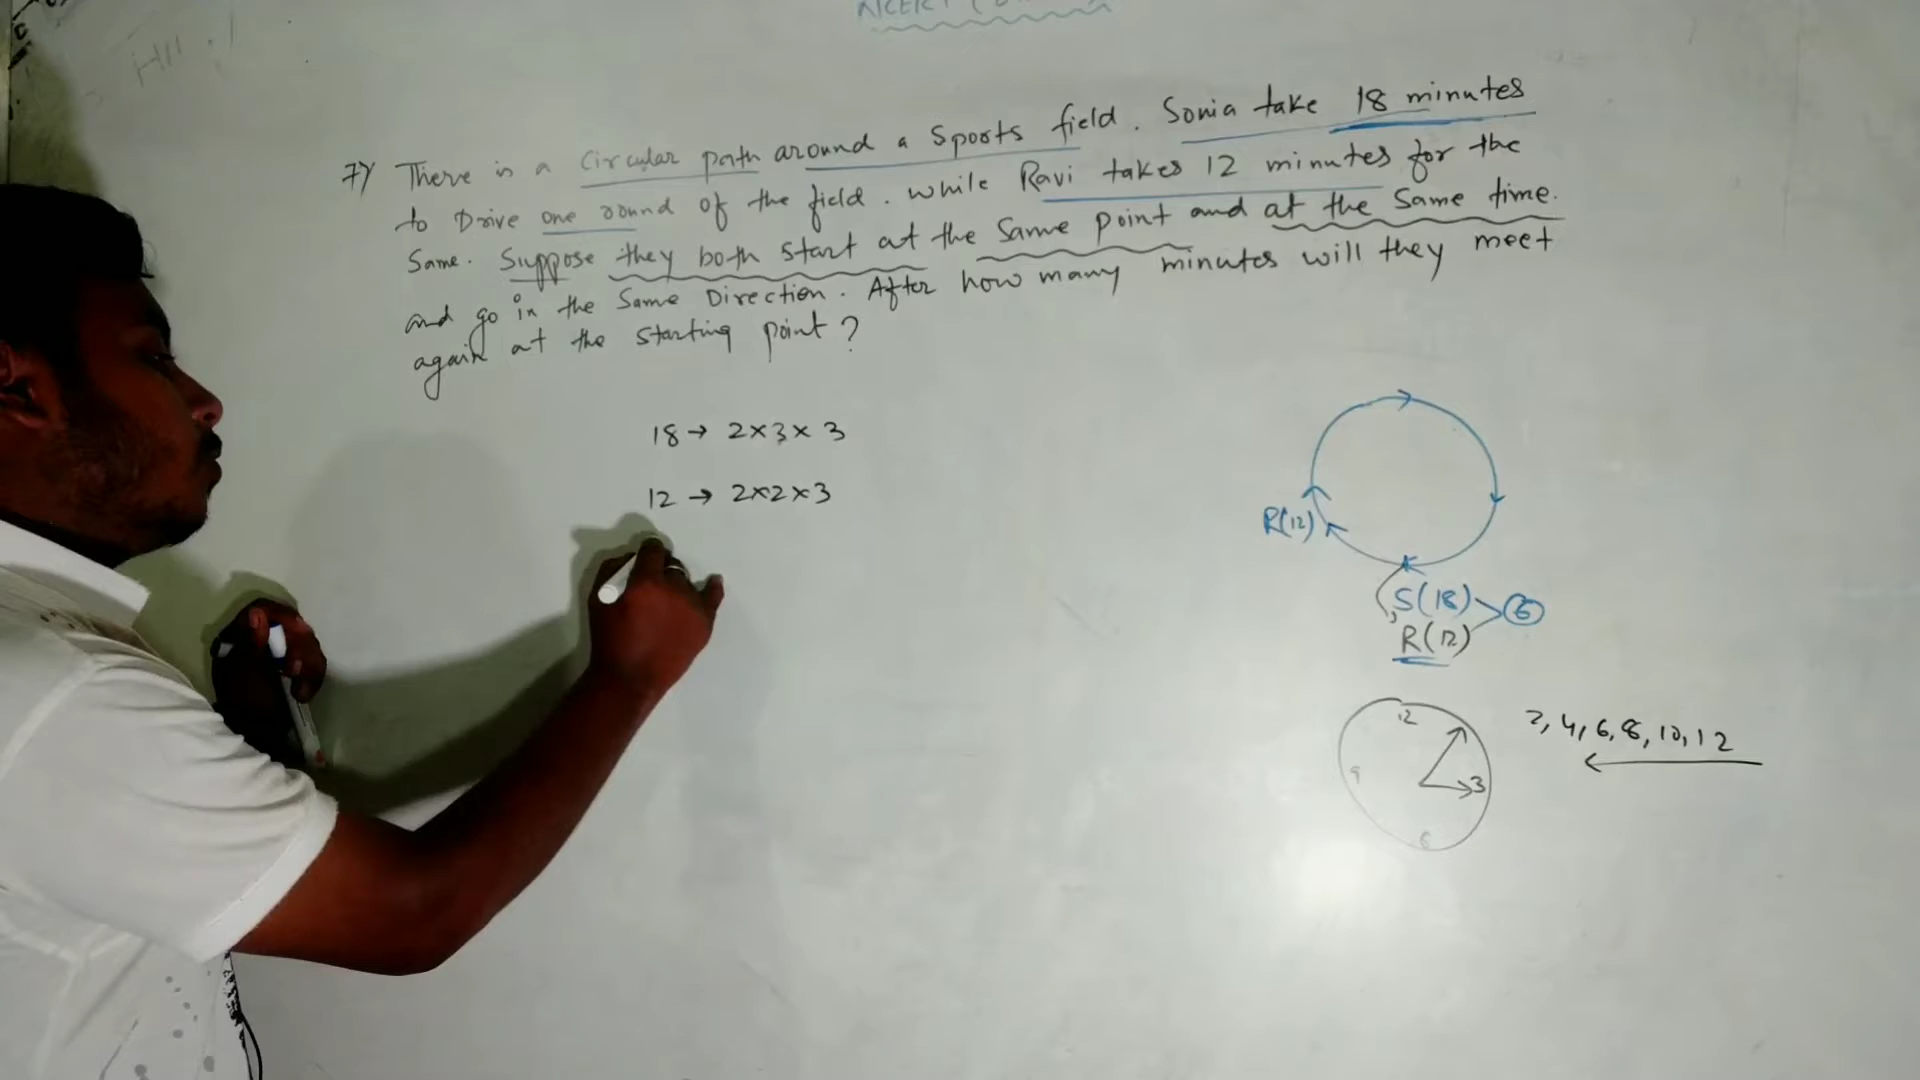 7) There is a Circular path around a Sports field. Sonia take 18 minutes
to Drive one round of the field. while Ravi takes 12 minutes for the
Same. Suppose they both start at the Same point and at the Same time.
and go in the Same Direction. After how many minutes will they meet
again at the starting point?
18 → 2×3×3
12 → 2×2×3
R(12)
S(18) > 6
R(12)
12
3
6
9
2, 4, 6, 8, 10, 12